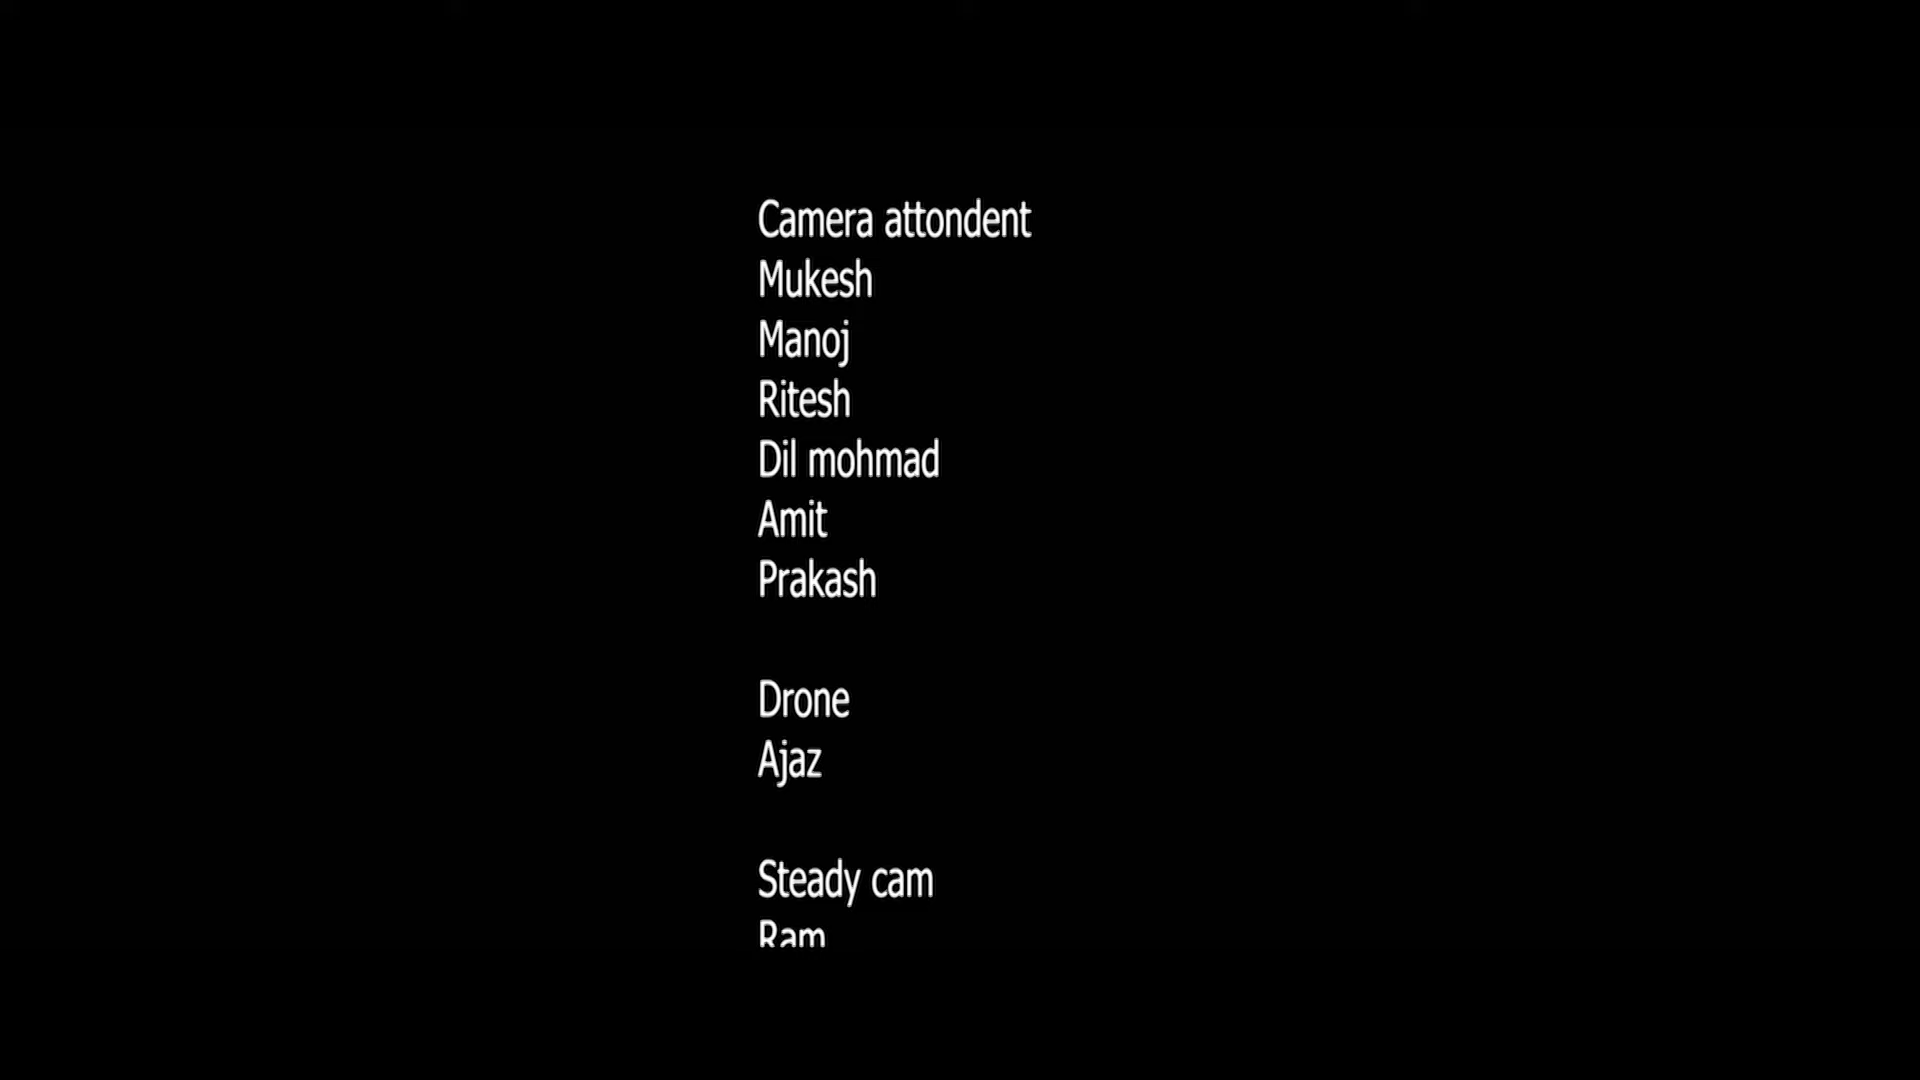 Camera attondent
Mukesh
Manoj
Ritesh
Dil mohmad
Amit
Prakash
Drone
Ajaz
Steady cam
Ram